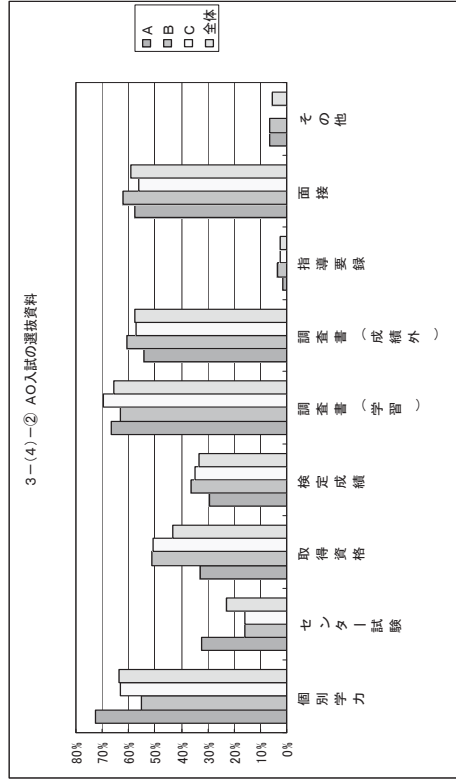 3-(4)-② AO入試の選抜資料
80%
70%
60%
50%
40%
30%
20%
10%
0%
個別学力
センター試験
取得資格
検定成績
調査書（学習）
調査書（成績外）
指導要録
面接
その他
A
B
C
全体